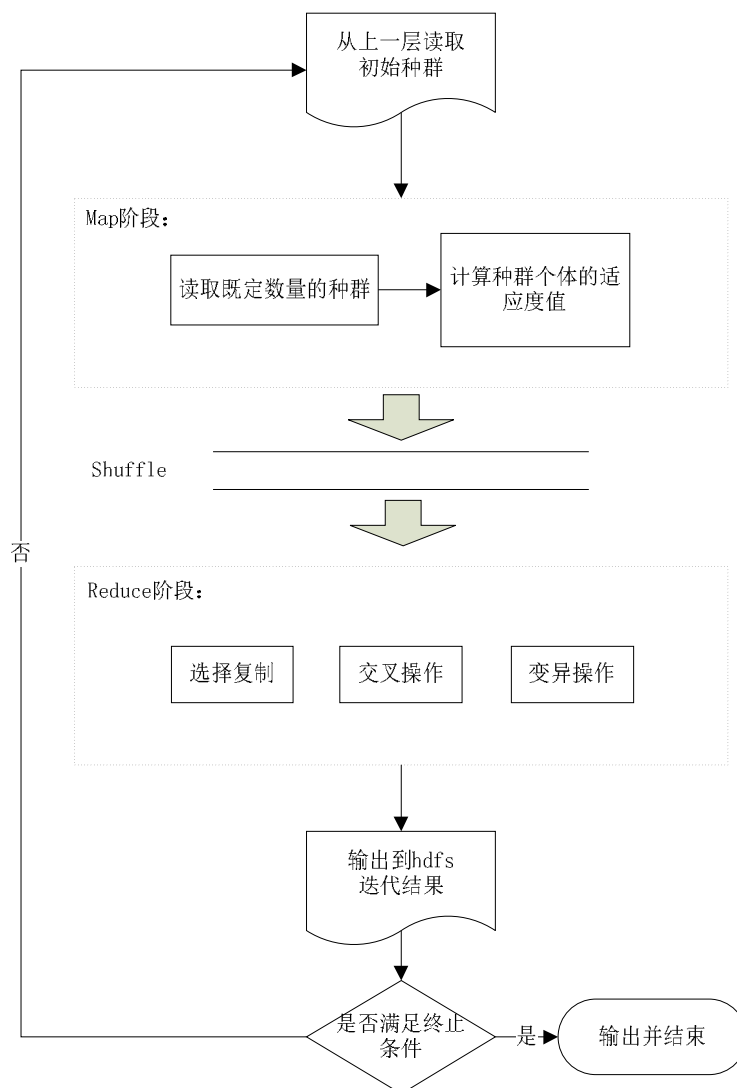 从上一层读取
初始种群
Map阶段：
读取既定数量的种群
计算种群个体的适
应度值
Shuffle
否
Reduce阶段：
选择复制
交叉操作
变异操作
输出到hdfs
迭代结果
是否满足终止
条件
是
输出并结束